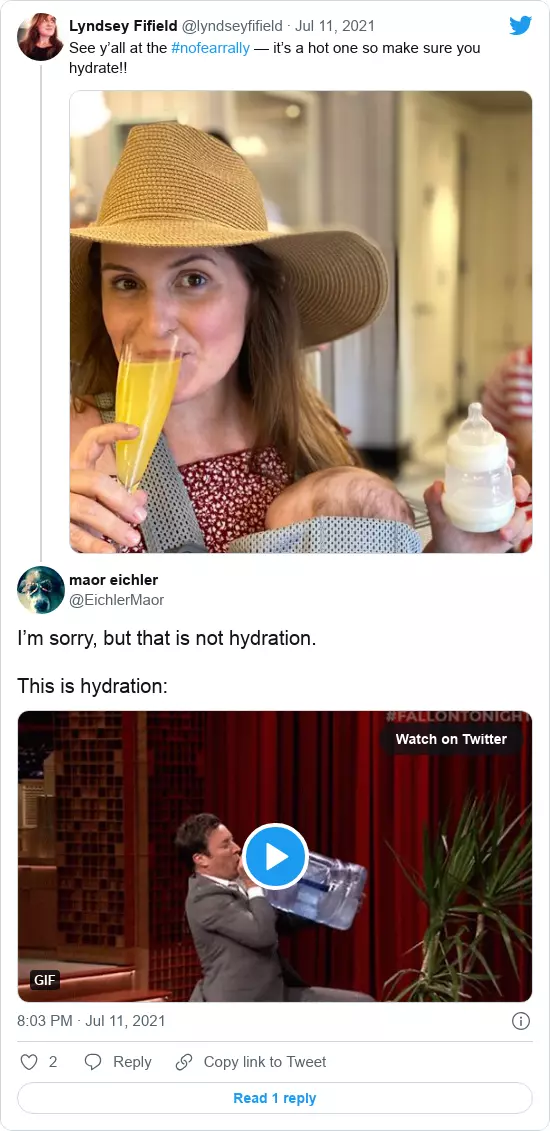 Lyndsey Fifield @lyndseyfifield · Jul 11, 2021
See y’all at the #nofearrally — it’s a hot one so make sure you
hydrate!!
maor eichler
@EichlerMaor
I’m sorry, but that is not hydration.
This is hydration:
#FALLONTONIGHT
Watch on Twitter
GIF
8:03 PM · Jul 11, 2021
2 Reply Copy link to Tweet
Read 1 reply